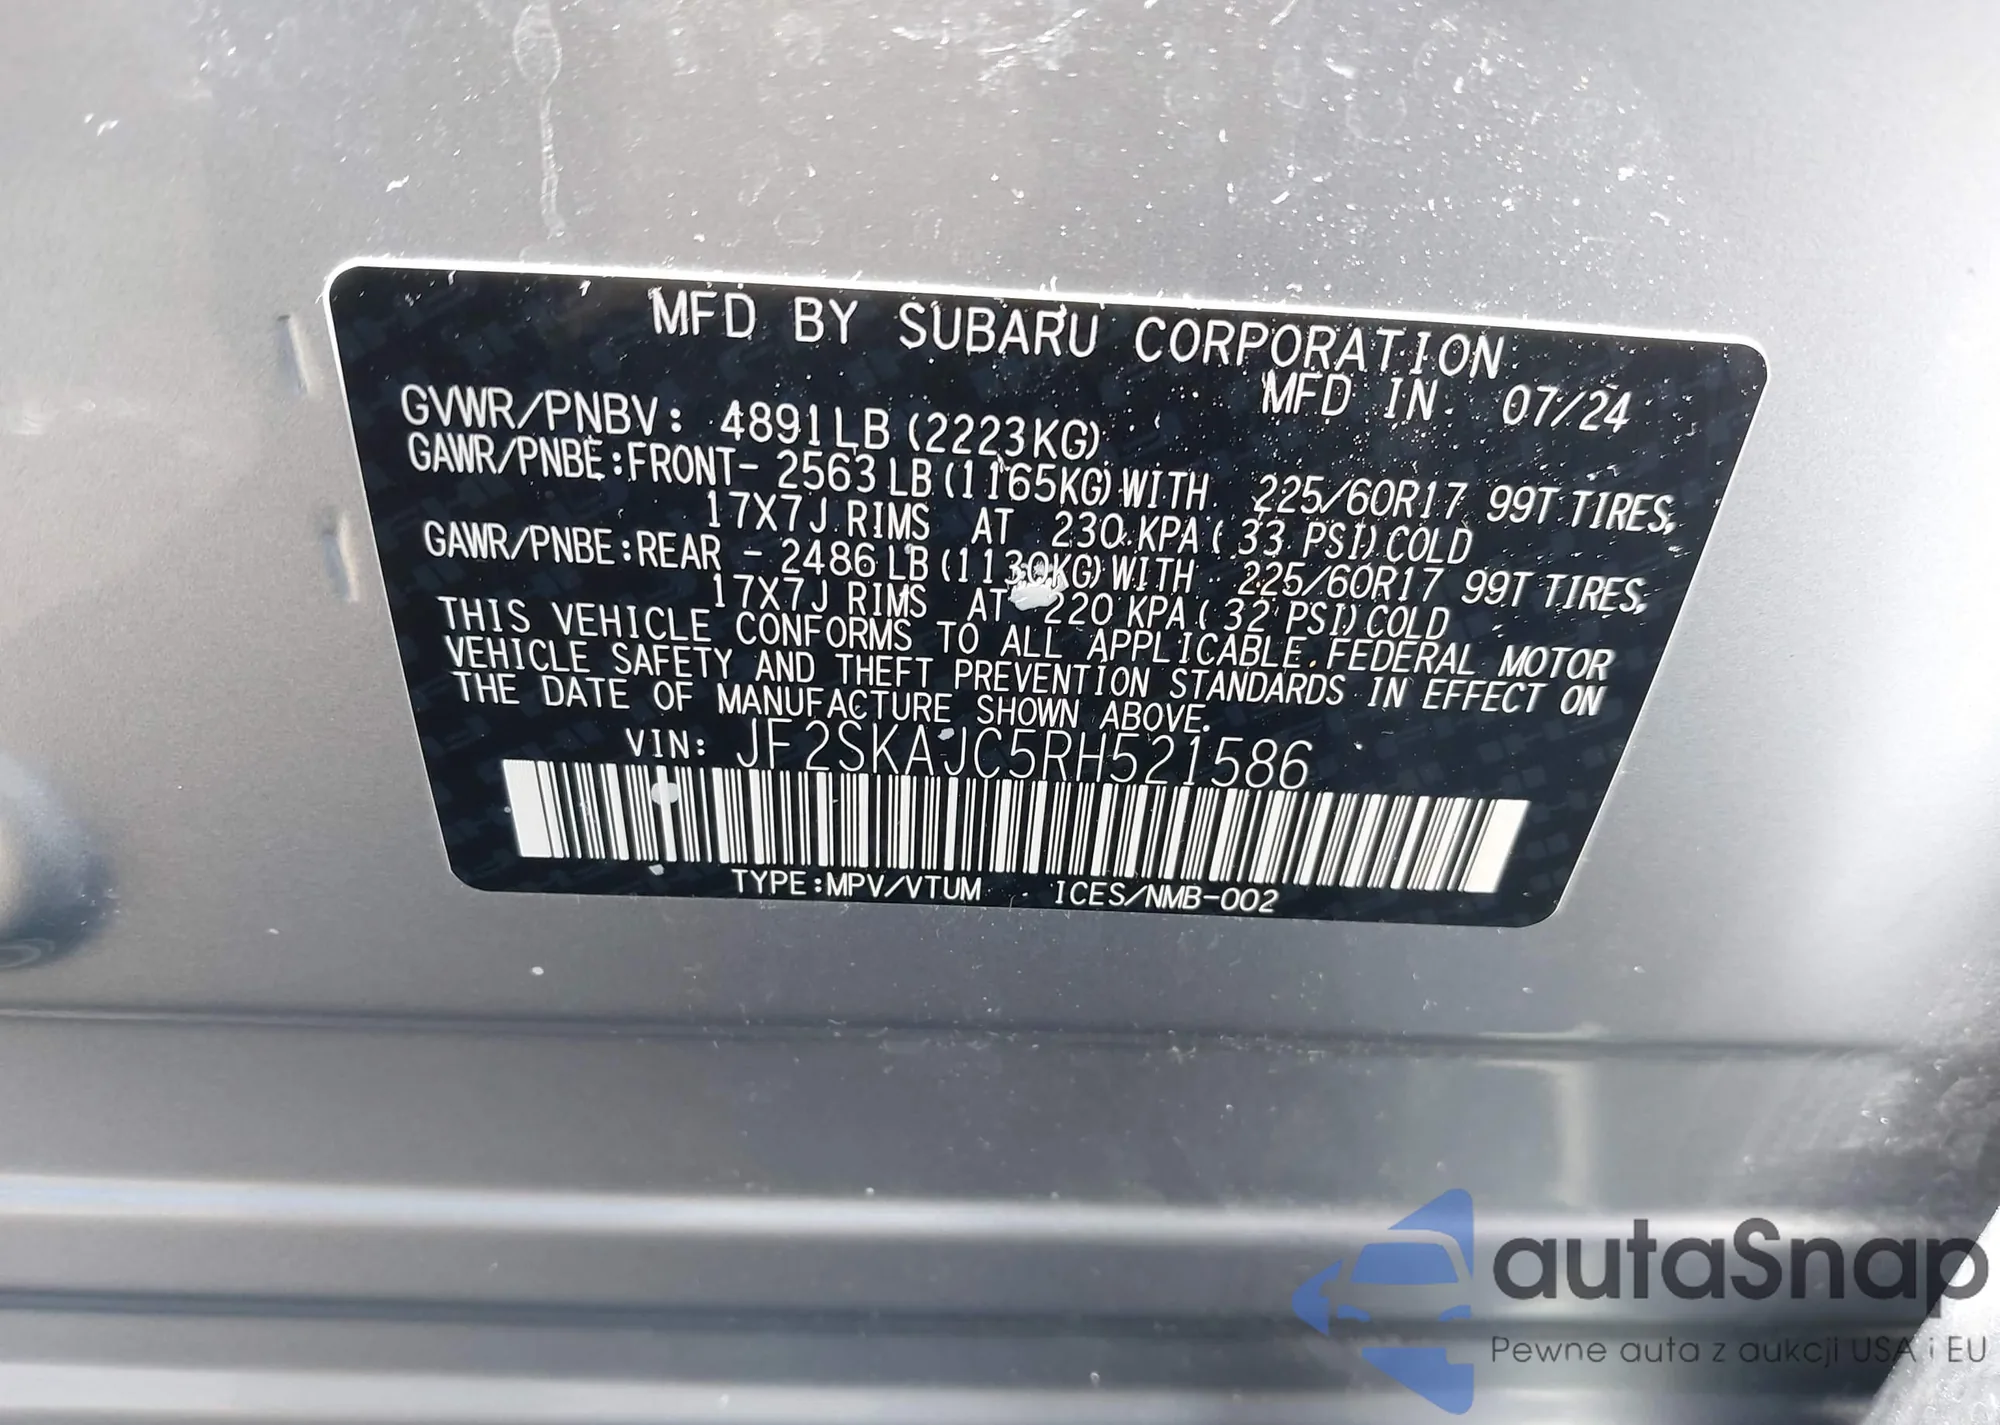 MFD BY SUBARU CORPORATION
MFD IN 07/24
GVWR/PNBV: 4891LB (2223KG)
GAWR/PNBE:FRONT- 2563LB (1165KG) WITH 225/60R17 99T TIRES,
17X7J RIMS AT 230 KPA ( 33 PSI) COLD
GAWR/PNBE:REAR - 2486LB (1130KG) WITH 225/60R17 99T TIRES,
17X7J RIMS AT 220 KPA ( 32 PSI) COLD
THIS VEHICLE CONFORMS TO ALL APPLICABLE FEDERAL MOTOR
VEHICLE SAFETY AND THEFT PREVENTION STANDARDS IN EFFECT ON
THE DATE OF MANUFACTURE SHOWN ABOVE.
VIN: JF2SKAJC5RH521586
TYPE:MPV/VTUM ICES/NMB-002
autaSnap
Pewne auta z aukcji USA i EU